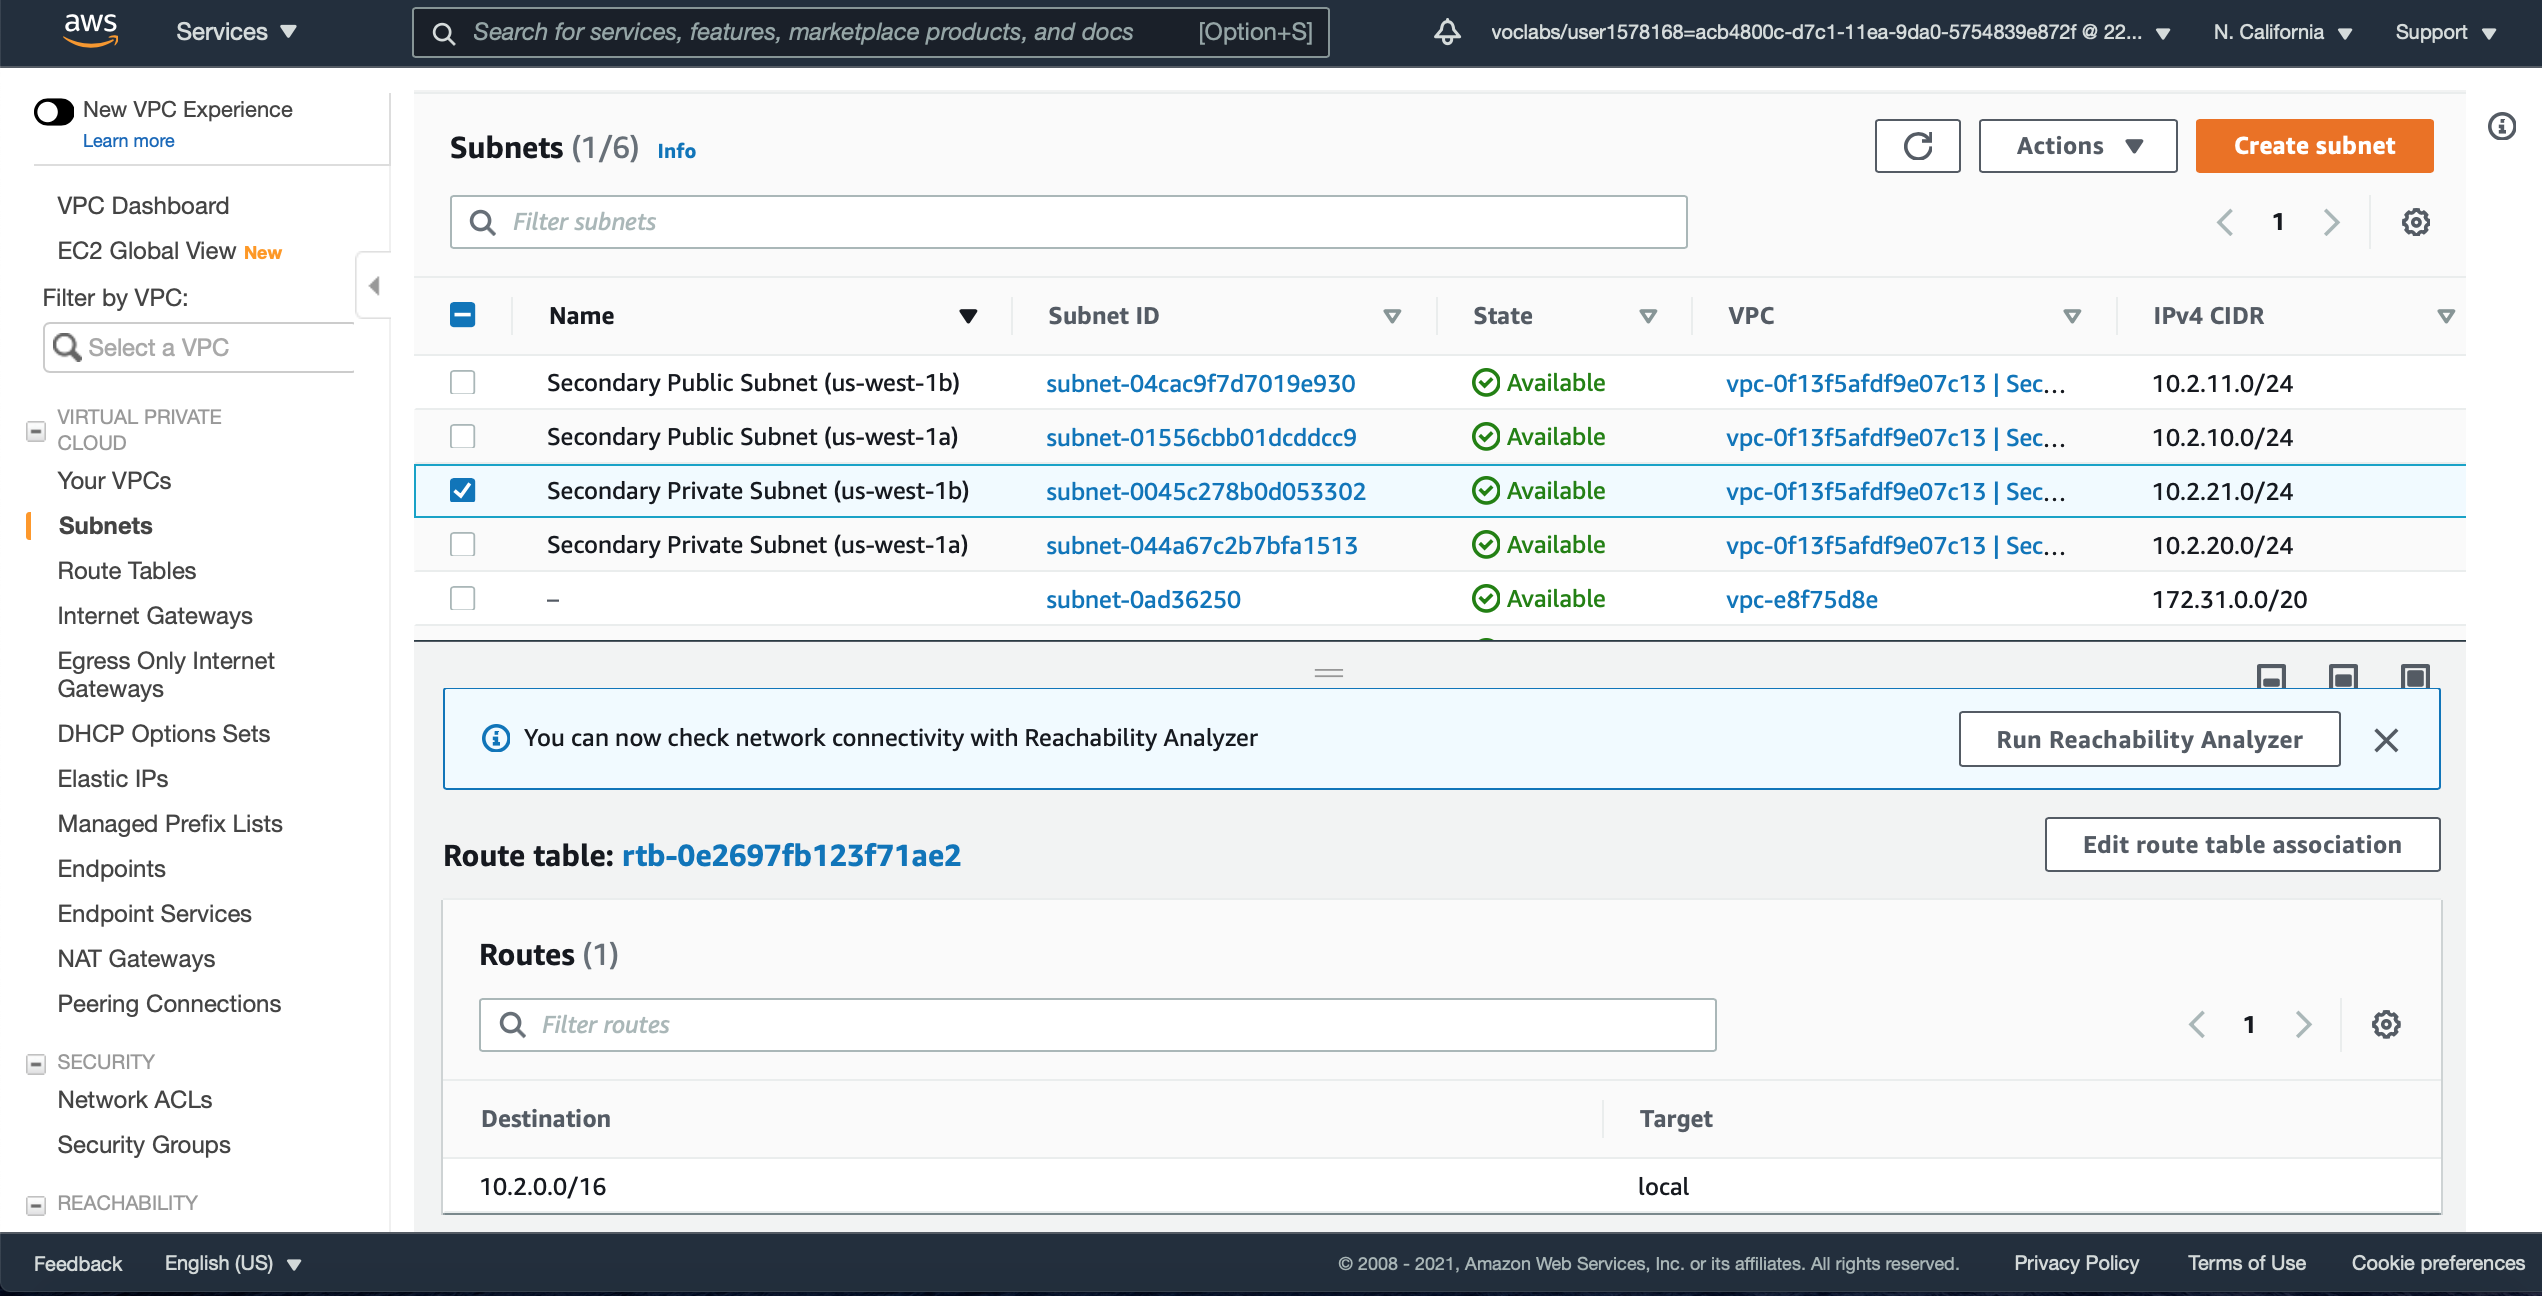 aws Services ▼ Search for services, features, marketplace products, and docs [Option+S] voclabs/user1578168=acb4800c-d7c1-11ea-9da0-5754839e872f @ 22... ▼ N. California ▼ Support ▼
New VPC Experience
Learn more
VPC Dashboard
EC2 Global View New
Filter by VPC:
Select a VPC
VIRTUAL PRIVATE
CLOUD
Your VPCs
Subnets
Route Tables
Internet Gateways
Egress Only Internet
Gateways
DHCP Options Sets
Elastic IPs
Managed Prefix Lists
Endpoints
Endpoint Services
NAT Gateways
Peering Connections
SECURITY
Network ACLs
Security Groups
REACHABILITY
Subnets (1/6) Info
Actions ▼ Create subnet
Filter subnets
1
Name Subnet ID State VPC IPv4 CIDR
Secondary Public Subnet (us-west-1b) subnet-04cac9f7d7019e930 Available vpc-0f13f5afdf9e07c13 | Sec... 10.2.11.0/24
Secondary Public Subnet (us-west-1a) subnet-01556cbb01dcddcc9 Available vpc-0f13f5afdf9e07c13 | Sec... 10.2.10.0/24
Secondary Private Subnet (us-west-1b) subnet-0045c278b0d053302 Available vpc-0f13f5afdf9e07c13 | Sec... 10.2.21.0/24
Secondary Private Subnet (us-west-1a) subnet-044a67c2b7bfa1513 Available vpc-0f13f5afdf9e07c13 | Sec... 10.2.20.0/24
– subnet-0ad36250 Available vpc-e8f75d8e 172.31.0.0/20
You can now check network connectivity with Reachability Analyzer
Run Reachability Analyzer
Route table: rtb-0e2697fb123f71ae2
Edit route table association
Routes (1)
Filter routes
1
Destination Target
10.2.0.0/16 local
Feedback English (US) ▼ © 2008 - 2021, Amazon Web Services, Inc. or its affiliates. All rights reserved. Privacy Policy Terms of Use Cookie preferences